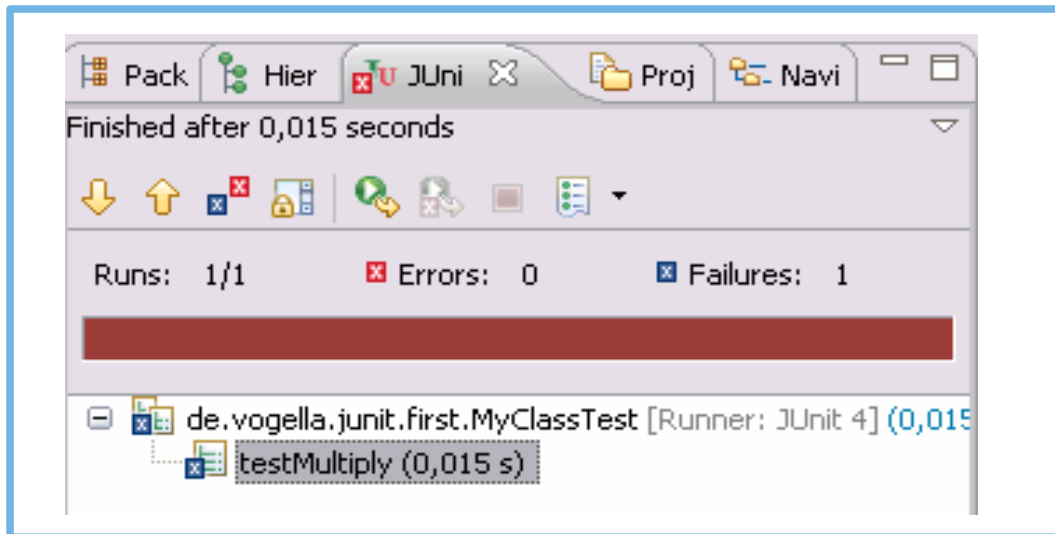 Pack Hier JUni Proj Navi
Finished after 0,015 seconds
Runs: 1/1 Errors: 0 Failures: 1
de.vogella.junit.first.MyClassTest [Runner: JUnit 4] (0,015
testMultiply (0,015 s)